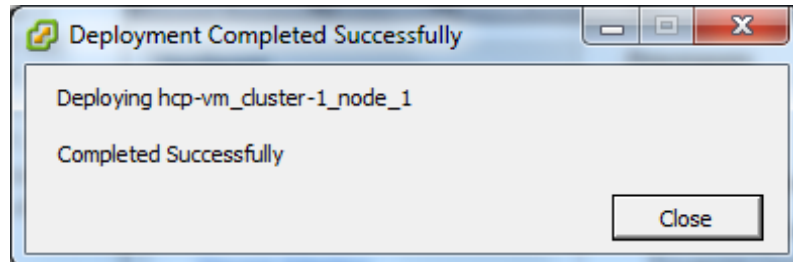 Deployment Completed Successfully
Deploying hcp-vm_cluster-1_node_1
Completed Successfully
Close